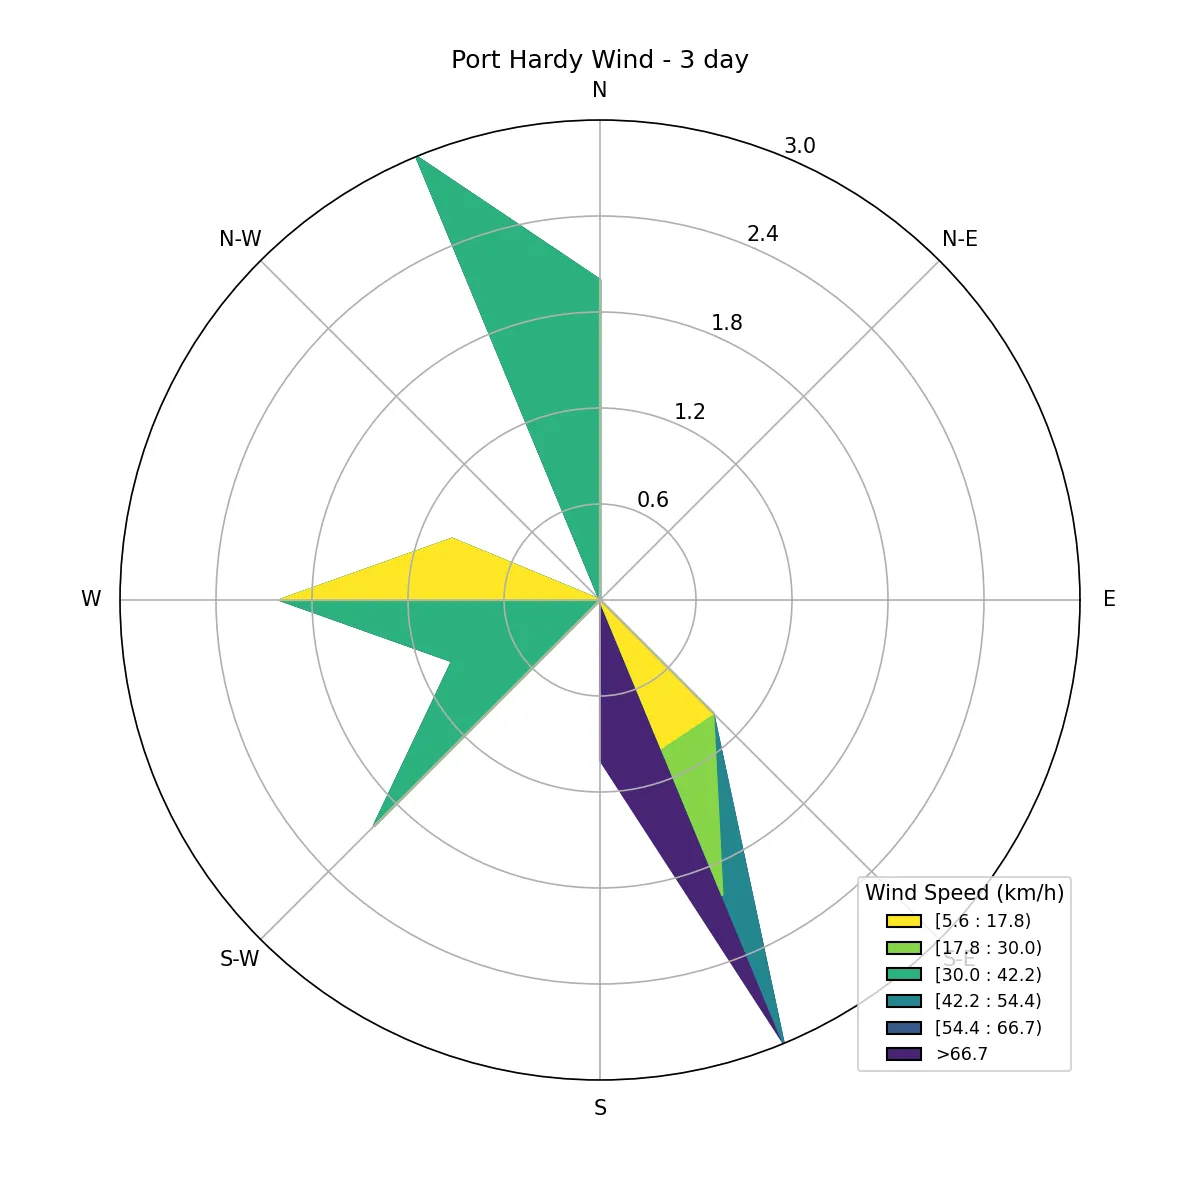 Port Hardy Wind - 3 day
N
3.0
N-W
2.4
N-E
1.8
1.2
0.6
W
E
Wind Speed (km/h)
[5.6 : 17.8)
[17.8 : 30.0)
S-W
S-E
[30.0 : 42.2)
[42.2 : 54.4)
[54.4 : 66.7)
>66.7
S